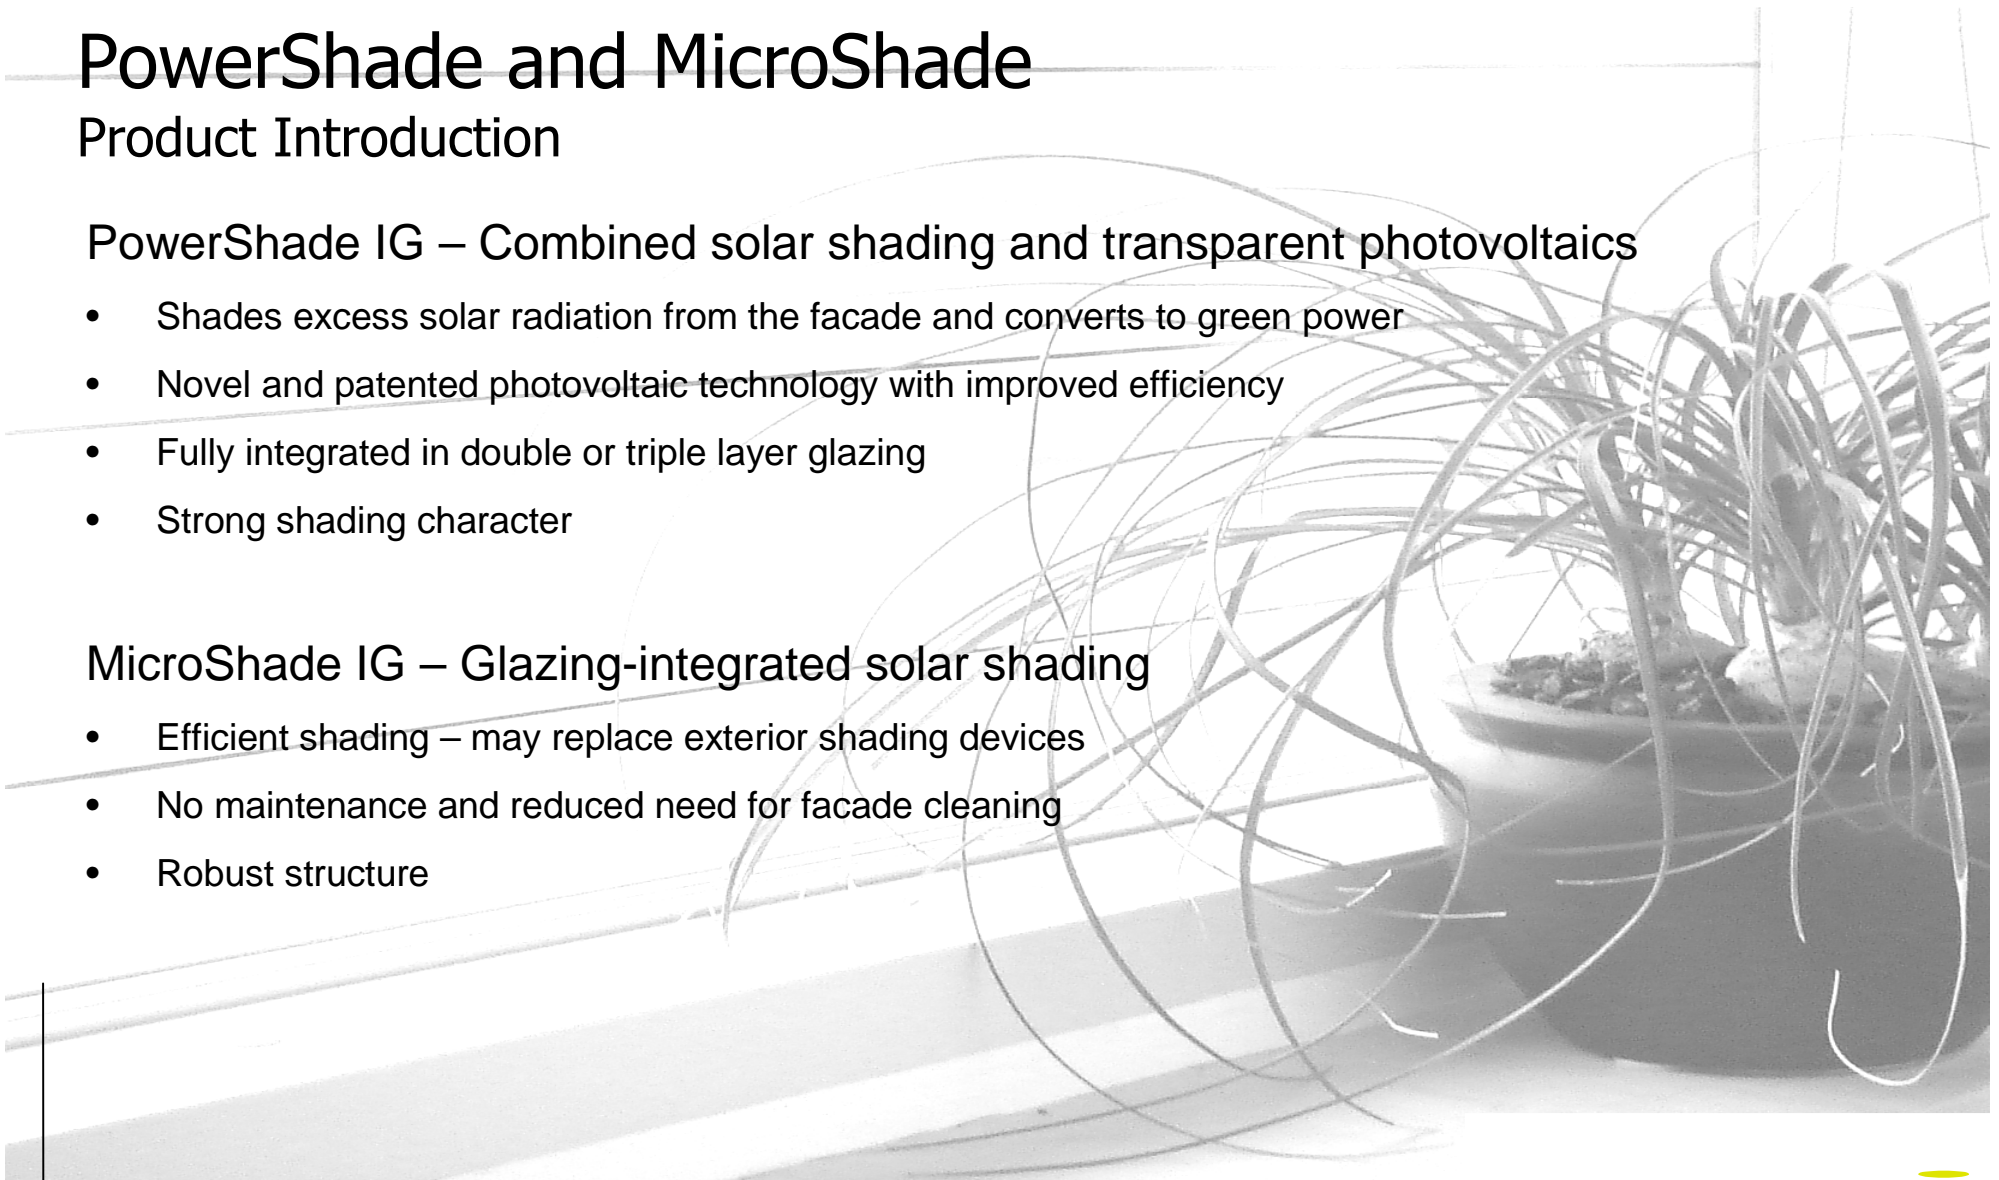 PowerShade and MicroShade
Product Introduction
PowerShade IG – Combined solar shading and transparent photovoltaics
• Shades excess solar radiation from the facade and converts to green power
• Novel and patented photovoltaic technology with improved efficiency
• Fully integrated in double or triple layer glazing
• Strong shading character
MicroShade IG – Glazing-integrated solar shading
• Efficient shading – may replace exterior shading devices
• No maintenance and reduced need for facade cleaning
• Robust structure